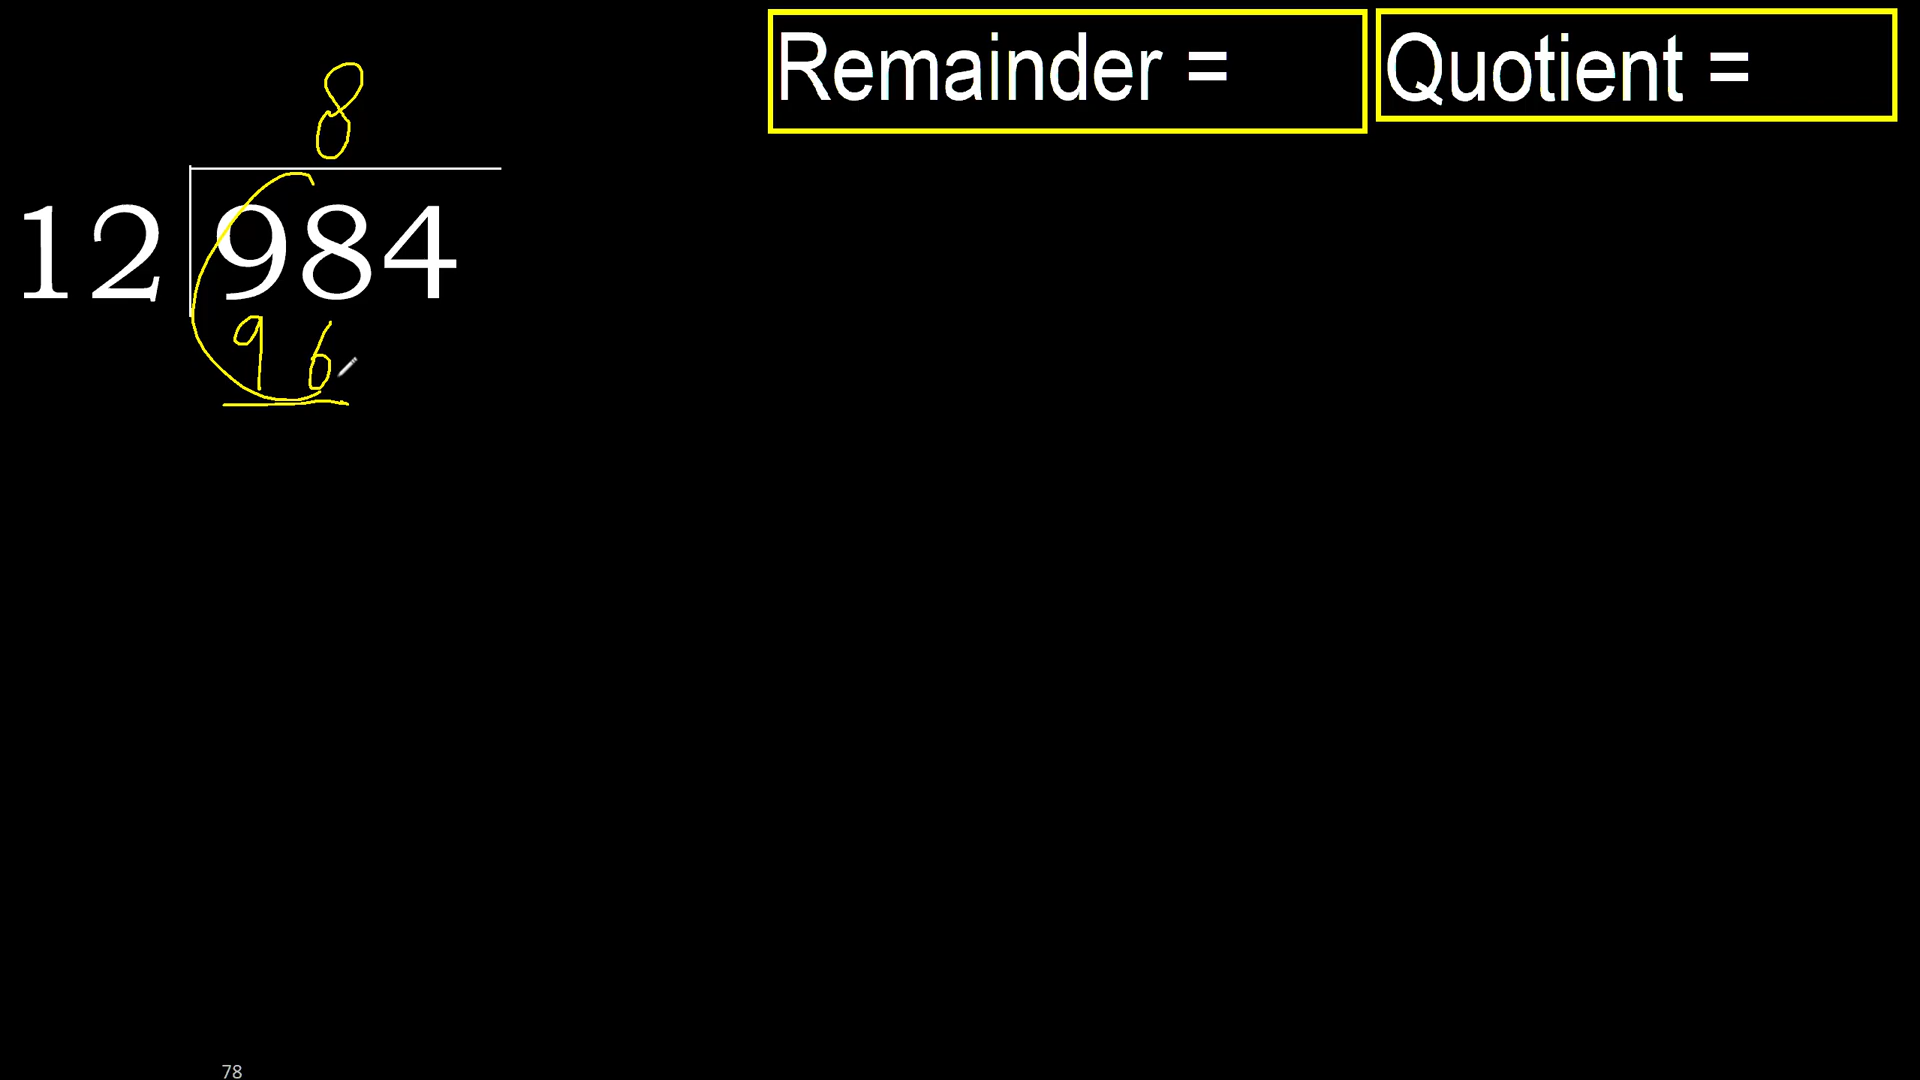 Remainder =
Quotient =
8
12 984
96
78